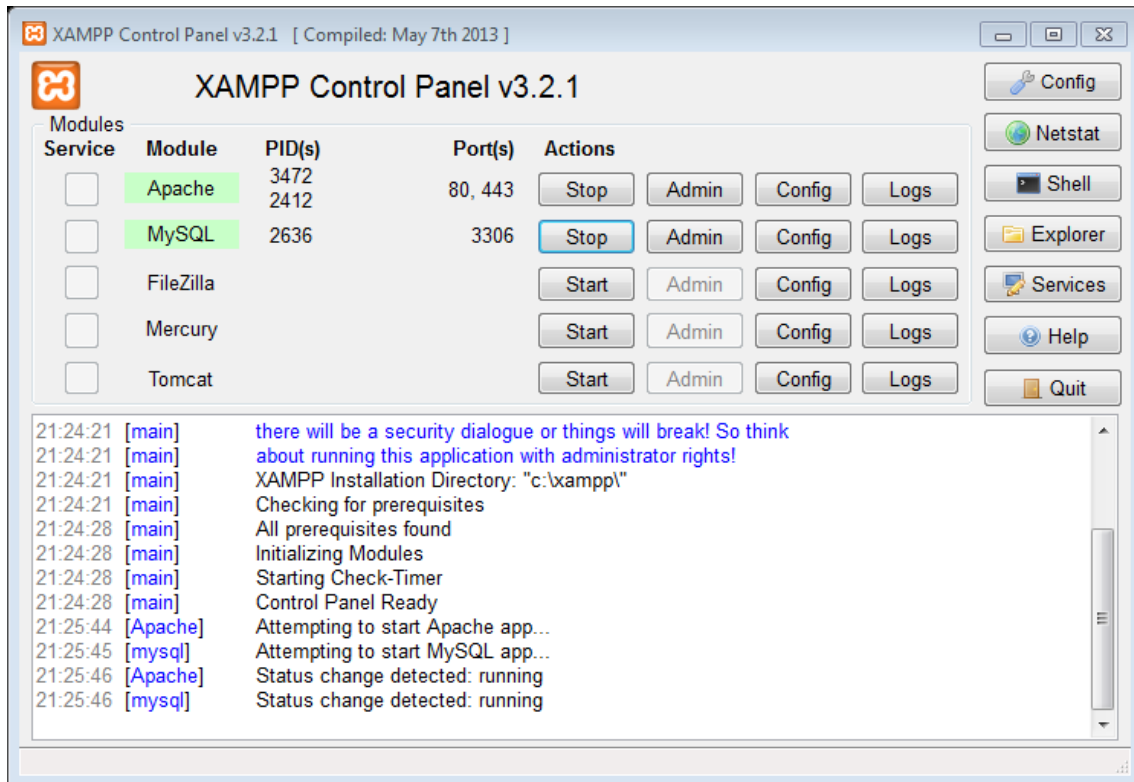 XAMPP Control Panel v3.2.1 [ Compiled: May 7th 2013 ]
XAMPP Control Panel v3.2.1
Config
Modules
Netstat
Service Module PID(s) Port(s) Actions
Apache 3472 2412 80, 443 Stop Admin Config Logs
Shell
MySQL 2636 3306 Stop Admin Config Logs
Explorer
FileZilla Start Admin Config Logs
Services
Mercury Start Admin Config Logs
Help
Tomcat Start Admin Config Logs
Quit
21:24:21 [main] there will be a security dialogue or things will break! So think
21:24:21 [main] about running this application with administrator rights!
21:24:21 [main] XAMPP Installation Directory: "c:\xampp\"
21:24:21 [main] Checking for prerequisites
21:24:28 [main] All prerequisites found
21:24:28 [main] Initializing Modules
21:24:28 [main] Starting Check-Timer
21:24:28 [main] Control Panel Ready
21:25:44 [Apache] Attempting to start Apache app...
21:25:45 [mysql] Attempting to start MySQL app...
21:25:46 [Apache] Status change detected: running
21:25:46 [mysql] Status change detected: running